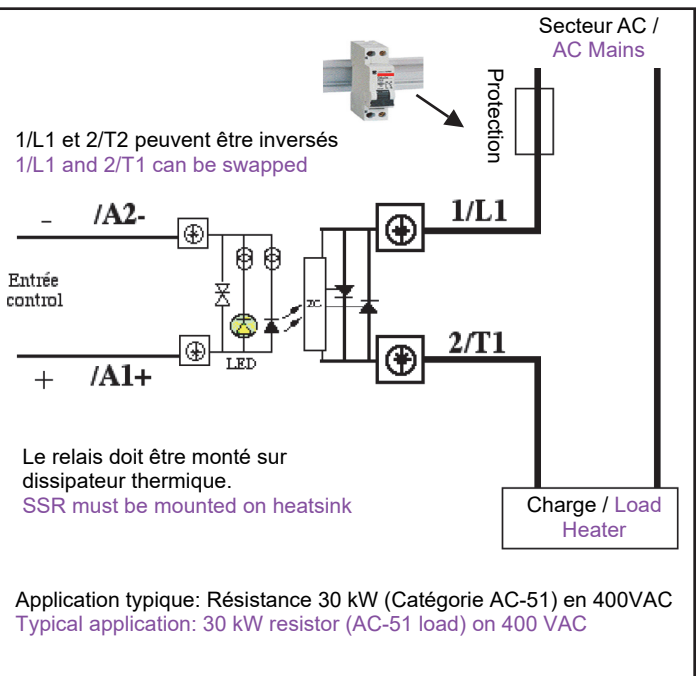 Secteur AC /
AC Mains
Protection
1/L1 et 2/T2 peuvent être inversés
1/L1 and 2/T1 can be swapped
- /A2-
1/L1
Entrée
control
ZC
LED
2/T1
+ /A1+
Le relais doit être monté sur
dissipateur thermique.
SSR must be mounted on heatsink
Charge / Load
Heater
Application typique: Résistance 30 kW (Catégorie AC-51) en 400VAC
Typical application: 30 kW resistor (AC-51 load) on 400 VAC